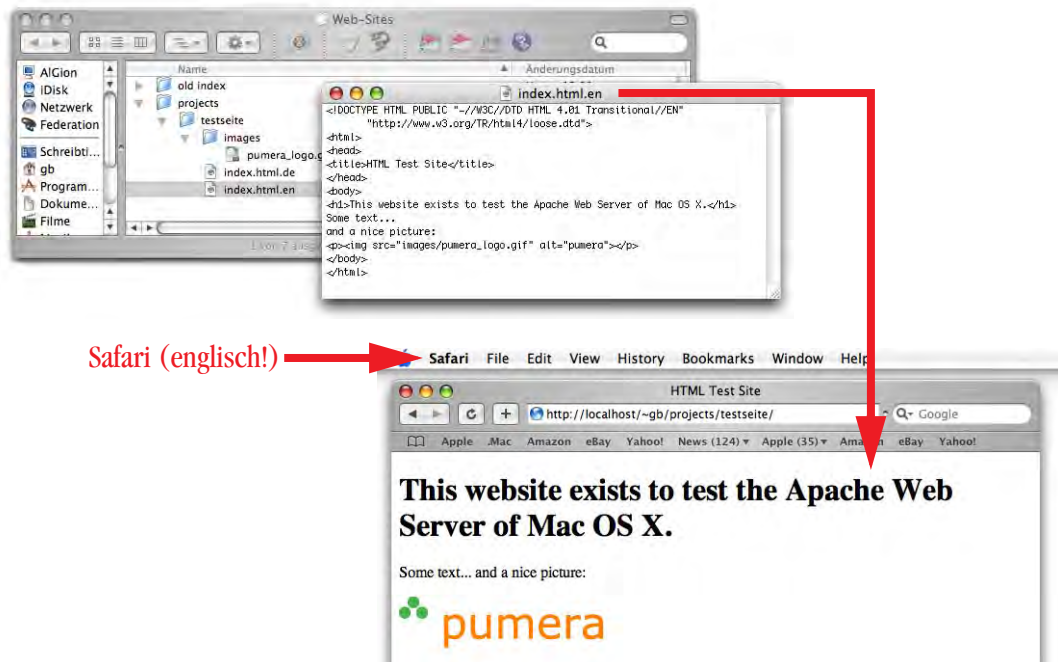 Web-Sites
Name Änderungsdatum
AlGion
iDisk
Netzwerk
Federation
Schreibti...
gb
Program...
Dokume...
Filme
old index
projects
testseite
images
pumera_logo.g
index.html.de
index.html.en
index.html.en
<!DOCTYPE HTML PUBLIC "-//W3C//DTD HTML 4.01 Transitional//EN"
"http://www.w3.org/TR/html4/loose.dtd">
<html>
<head>
<title>HTML Test Site</title>
</head>
<body>
<h1>This website exists to test the Apache Web Server of Mac OS X.</h1>
Some text...
and a nice picture:
<p><img src="images/pumera_logo.gif" alt="pumera"></p>
</body>
</html>
Safari (englisch!)
Safari File Edit View History Bookmarks Window Help
HTML Test Site
http://localhost/~gb/projects/testseite/ Google
Apple .Mac Amazon eBay Yahoo! News (124) Apple (35) Amazon eBay Yahoo!
This website exists to test the Apache Web
Server of Mac OS X.
Some text... and a nice picture:
pumera